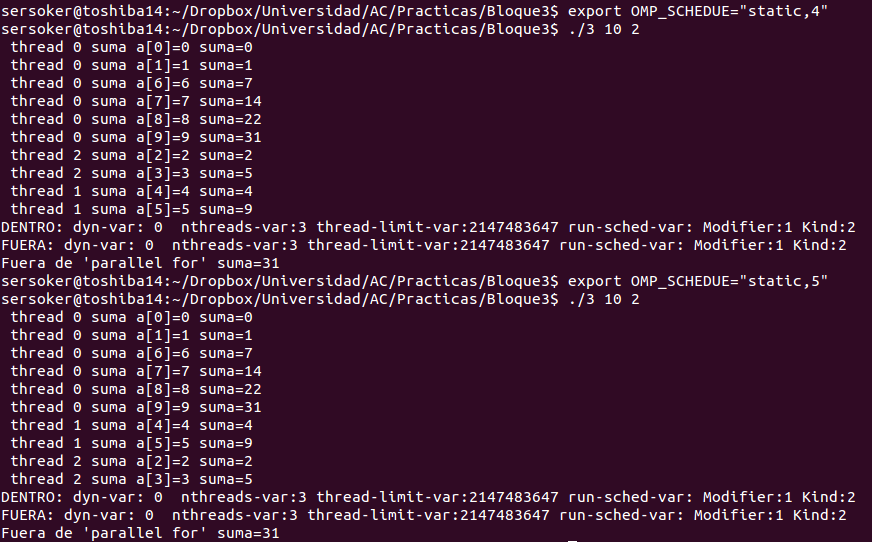 sersoker@toshiba14:~/Dropbox/Universidad/AC/Practicas/Bloque3$ export OMP_SCHEDUE="static,4"
sersoker@toshiba14:~/Dropbox/Universidad/AC/Practicas/Bloque3$ ./3 10 2
 thread 0 suma a[0]=0 suma=0
 thread 0 suma a[1]=1 suma=1
 thread 0 suma a[6]=6 suma=7
 thread 0 suma a[7]=7 suma=14
 thread 0 suma a[8]=8 suma=22
 thread 0 suma a[9]=9 suma=31
 thread 2 suma a[2]=2 suma=2
 thread 2 suma a[3]=3 suma=5
 thread 1 suma a[4]=4 suma=4
 thread 1 suma a[5]=5 suma=9
DENTRO: dyn-var: 0  nthreads-var:3 thread-limit-var:2147483647 run-sched-var: Modifier:1 Kind:2
FUERA: dyn-var: 0  nthreads-var:3 thread-limit-var:2147483647 run-sched-var: Modifier:1 Kind:2
Fuera de 'parallel for' suma=31
sersoker@toshiba14:~/Dropbox/Universidad/AC/Practicas/Bloque3$ export OMP_SCHEDUE="static,5"
sersoker@toshiba14:~/Dropbox/Universidad/AC/Practicas/Bloque3$ ./3 10 2
 thread 0 suma a[0]=0 suma=0
 thread 0 suma a[1]=1 suma=1
 thread 0 suma a[6]=6 suma=7
 thread 0 suma a[7]=7 suma=14
 thread 0 suma a[8]=8 suma=22
 thread 0 suma a[9]=9 suma=31
 thread 1 suma a[4]=4 suma=4
 thread 1 suma a[5]=5 suma=9
 thread 2 suma a[2]=2 suma=2
 thread 2 suma a[3]=3 suma=5
DENTRO: dyn-var: 0  nthreads-var:3 thread-limit-var:2147483647 run-sched-var: Modifier:1 Kind:2
FUERA: dyn-var: 0  nthreads-var:3 thread-limit-var:2147483647 run-sched-var: Modifier:1 Kind:2
Fuera de 'parallel for' suma=31